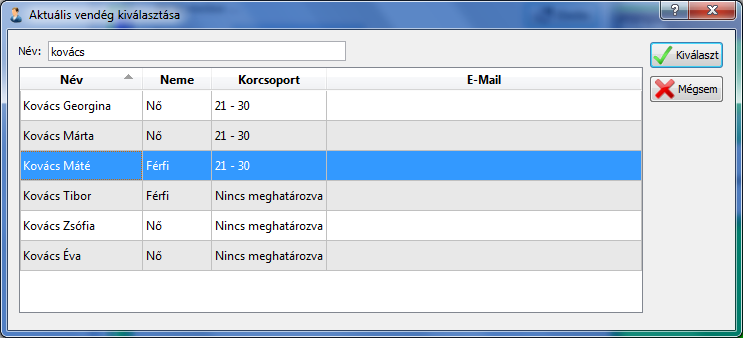 Aktuális vendég kiválasztása
Név: kovács
Kiválaszt
Mégsem
Név Neme Korcsoport E-Mail
Kovács Georgina Nő 21 - 30
Kovács Márta Nő 21 - 30
Kovács Máté Férfi 21 - 30
Kovács Tibor Férfi Nincs meghatározva
Kovács Zsófia Nő Nincs meghatározva
Kovács Éva Nő Nincs meghatározva